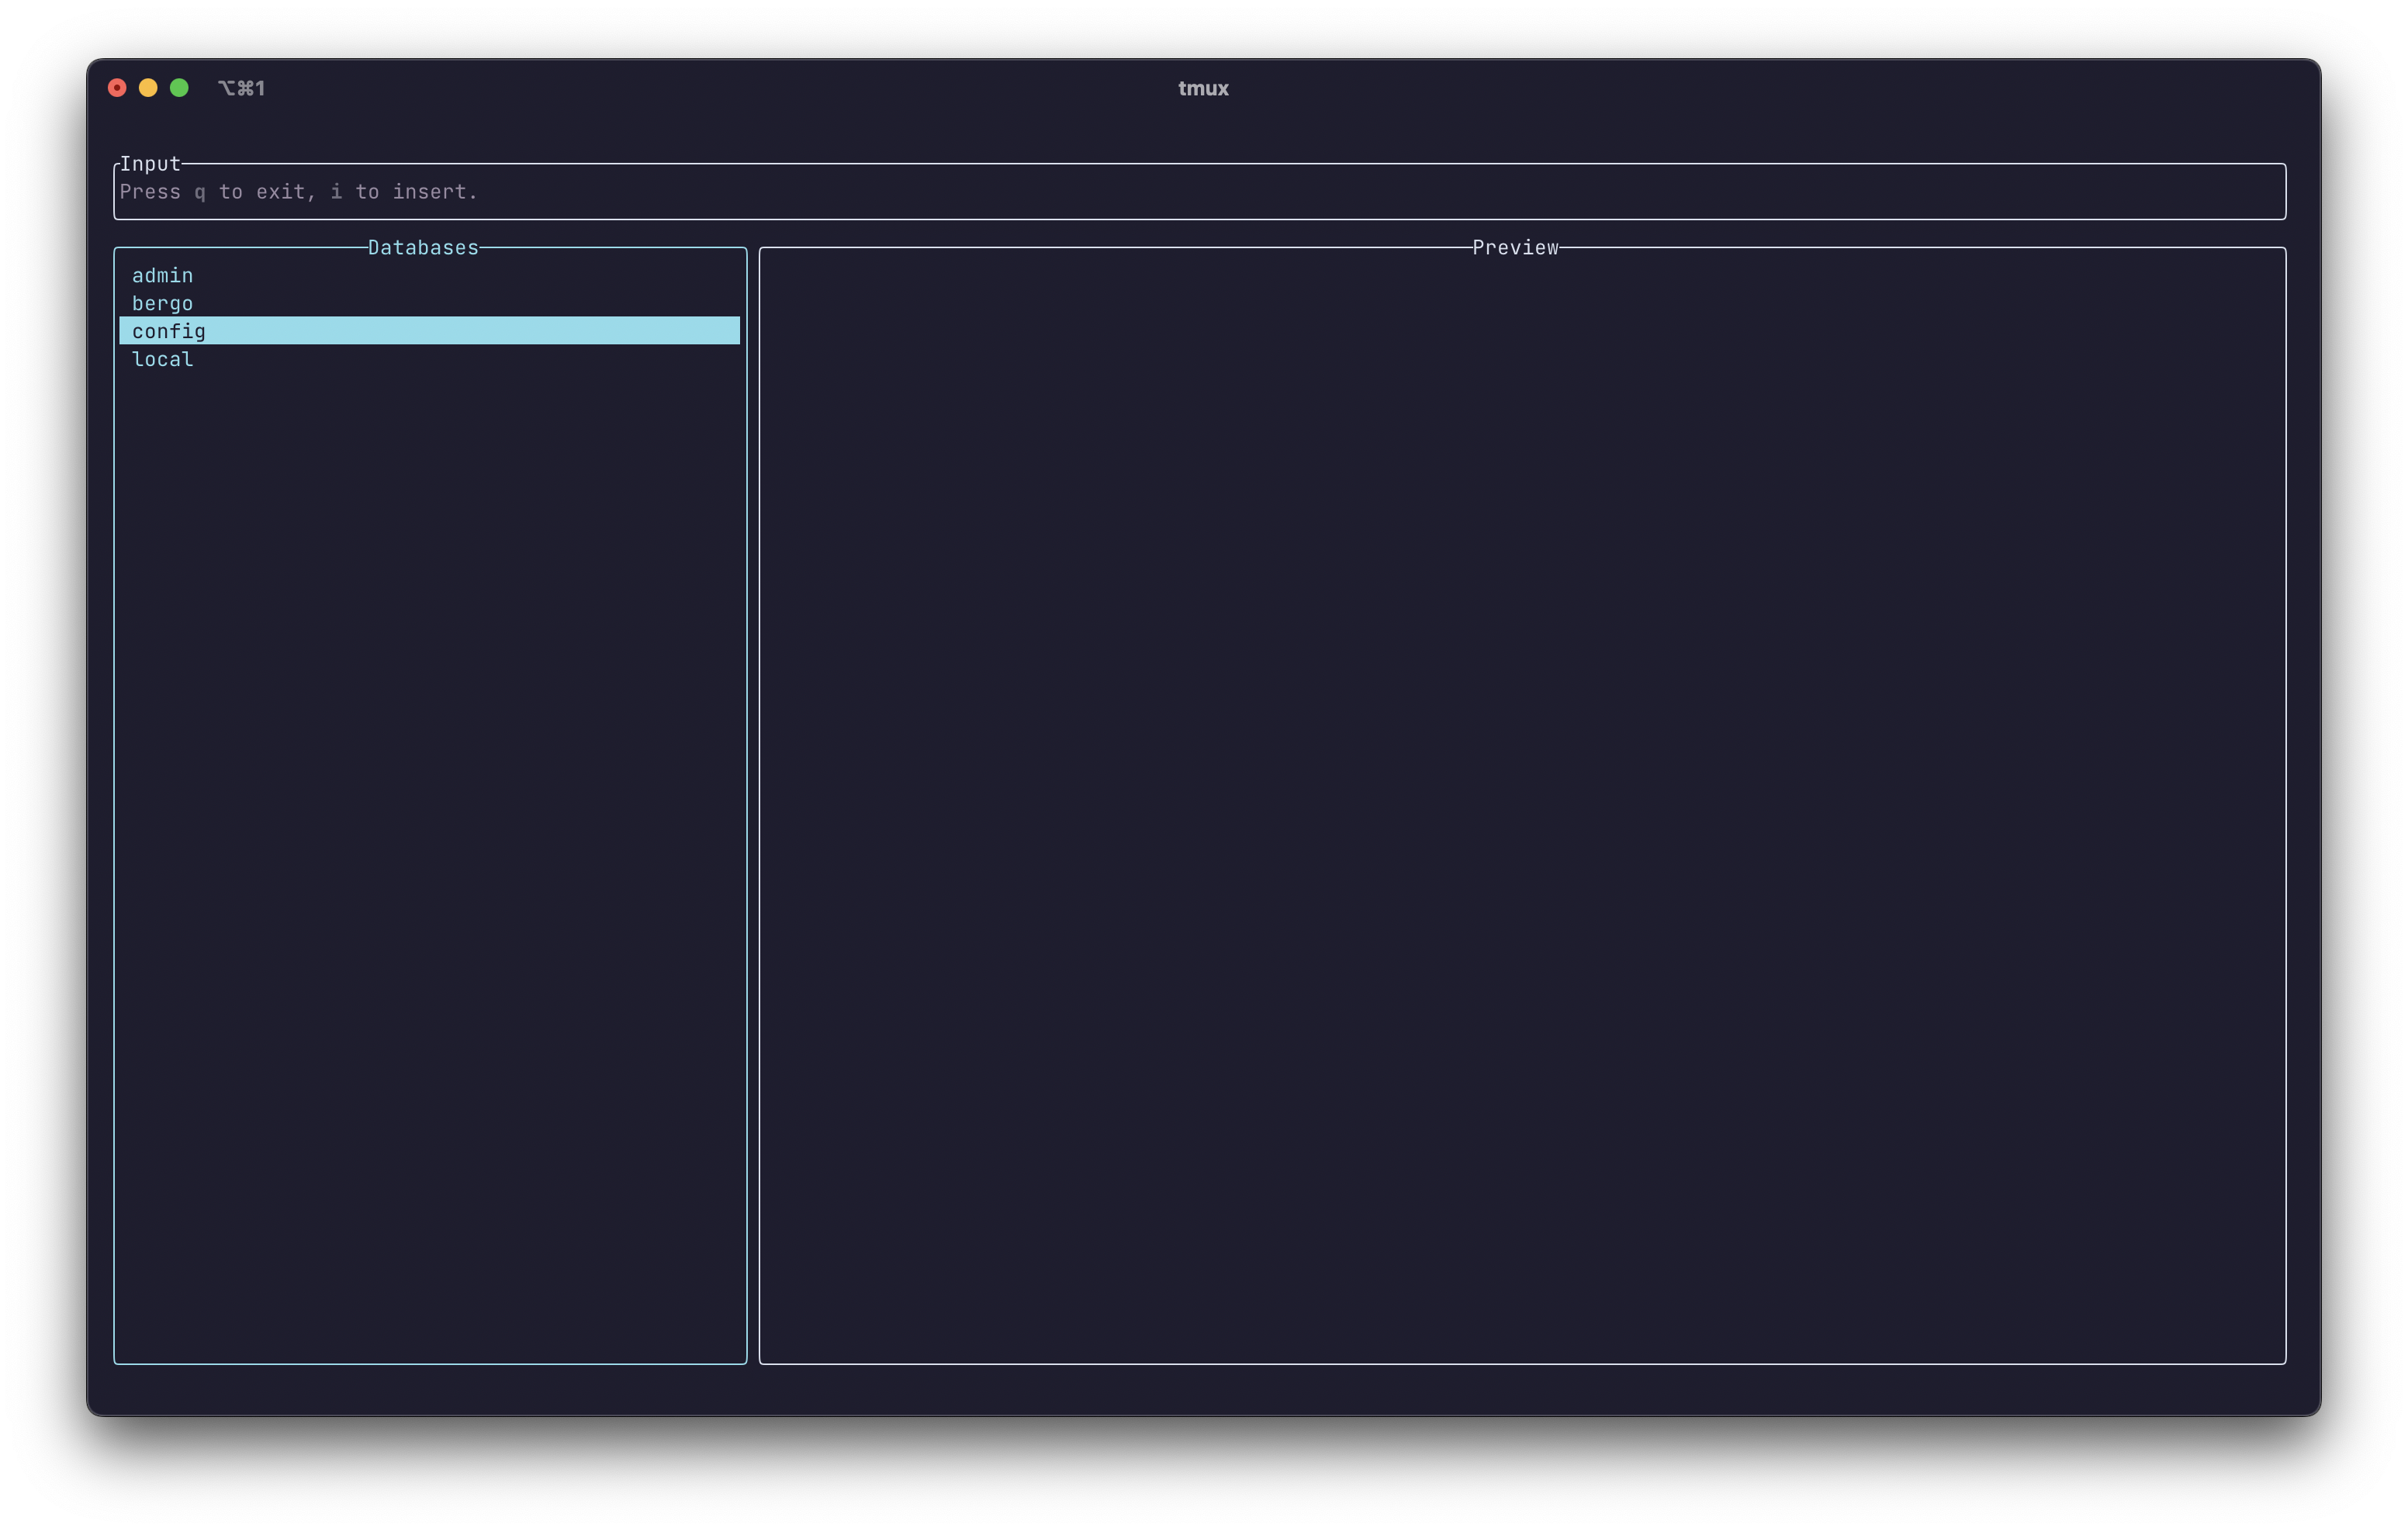 ⌥⌘1
tmux
Input
Press q to exit, i to insert.
Databases
admin
bergo
config
local
Preview